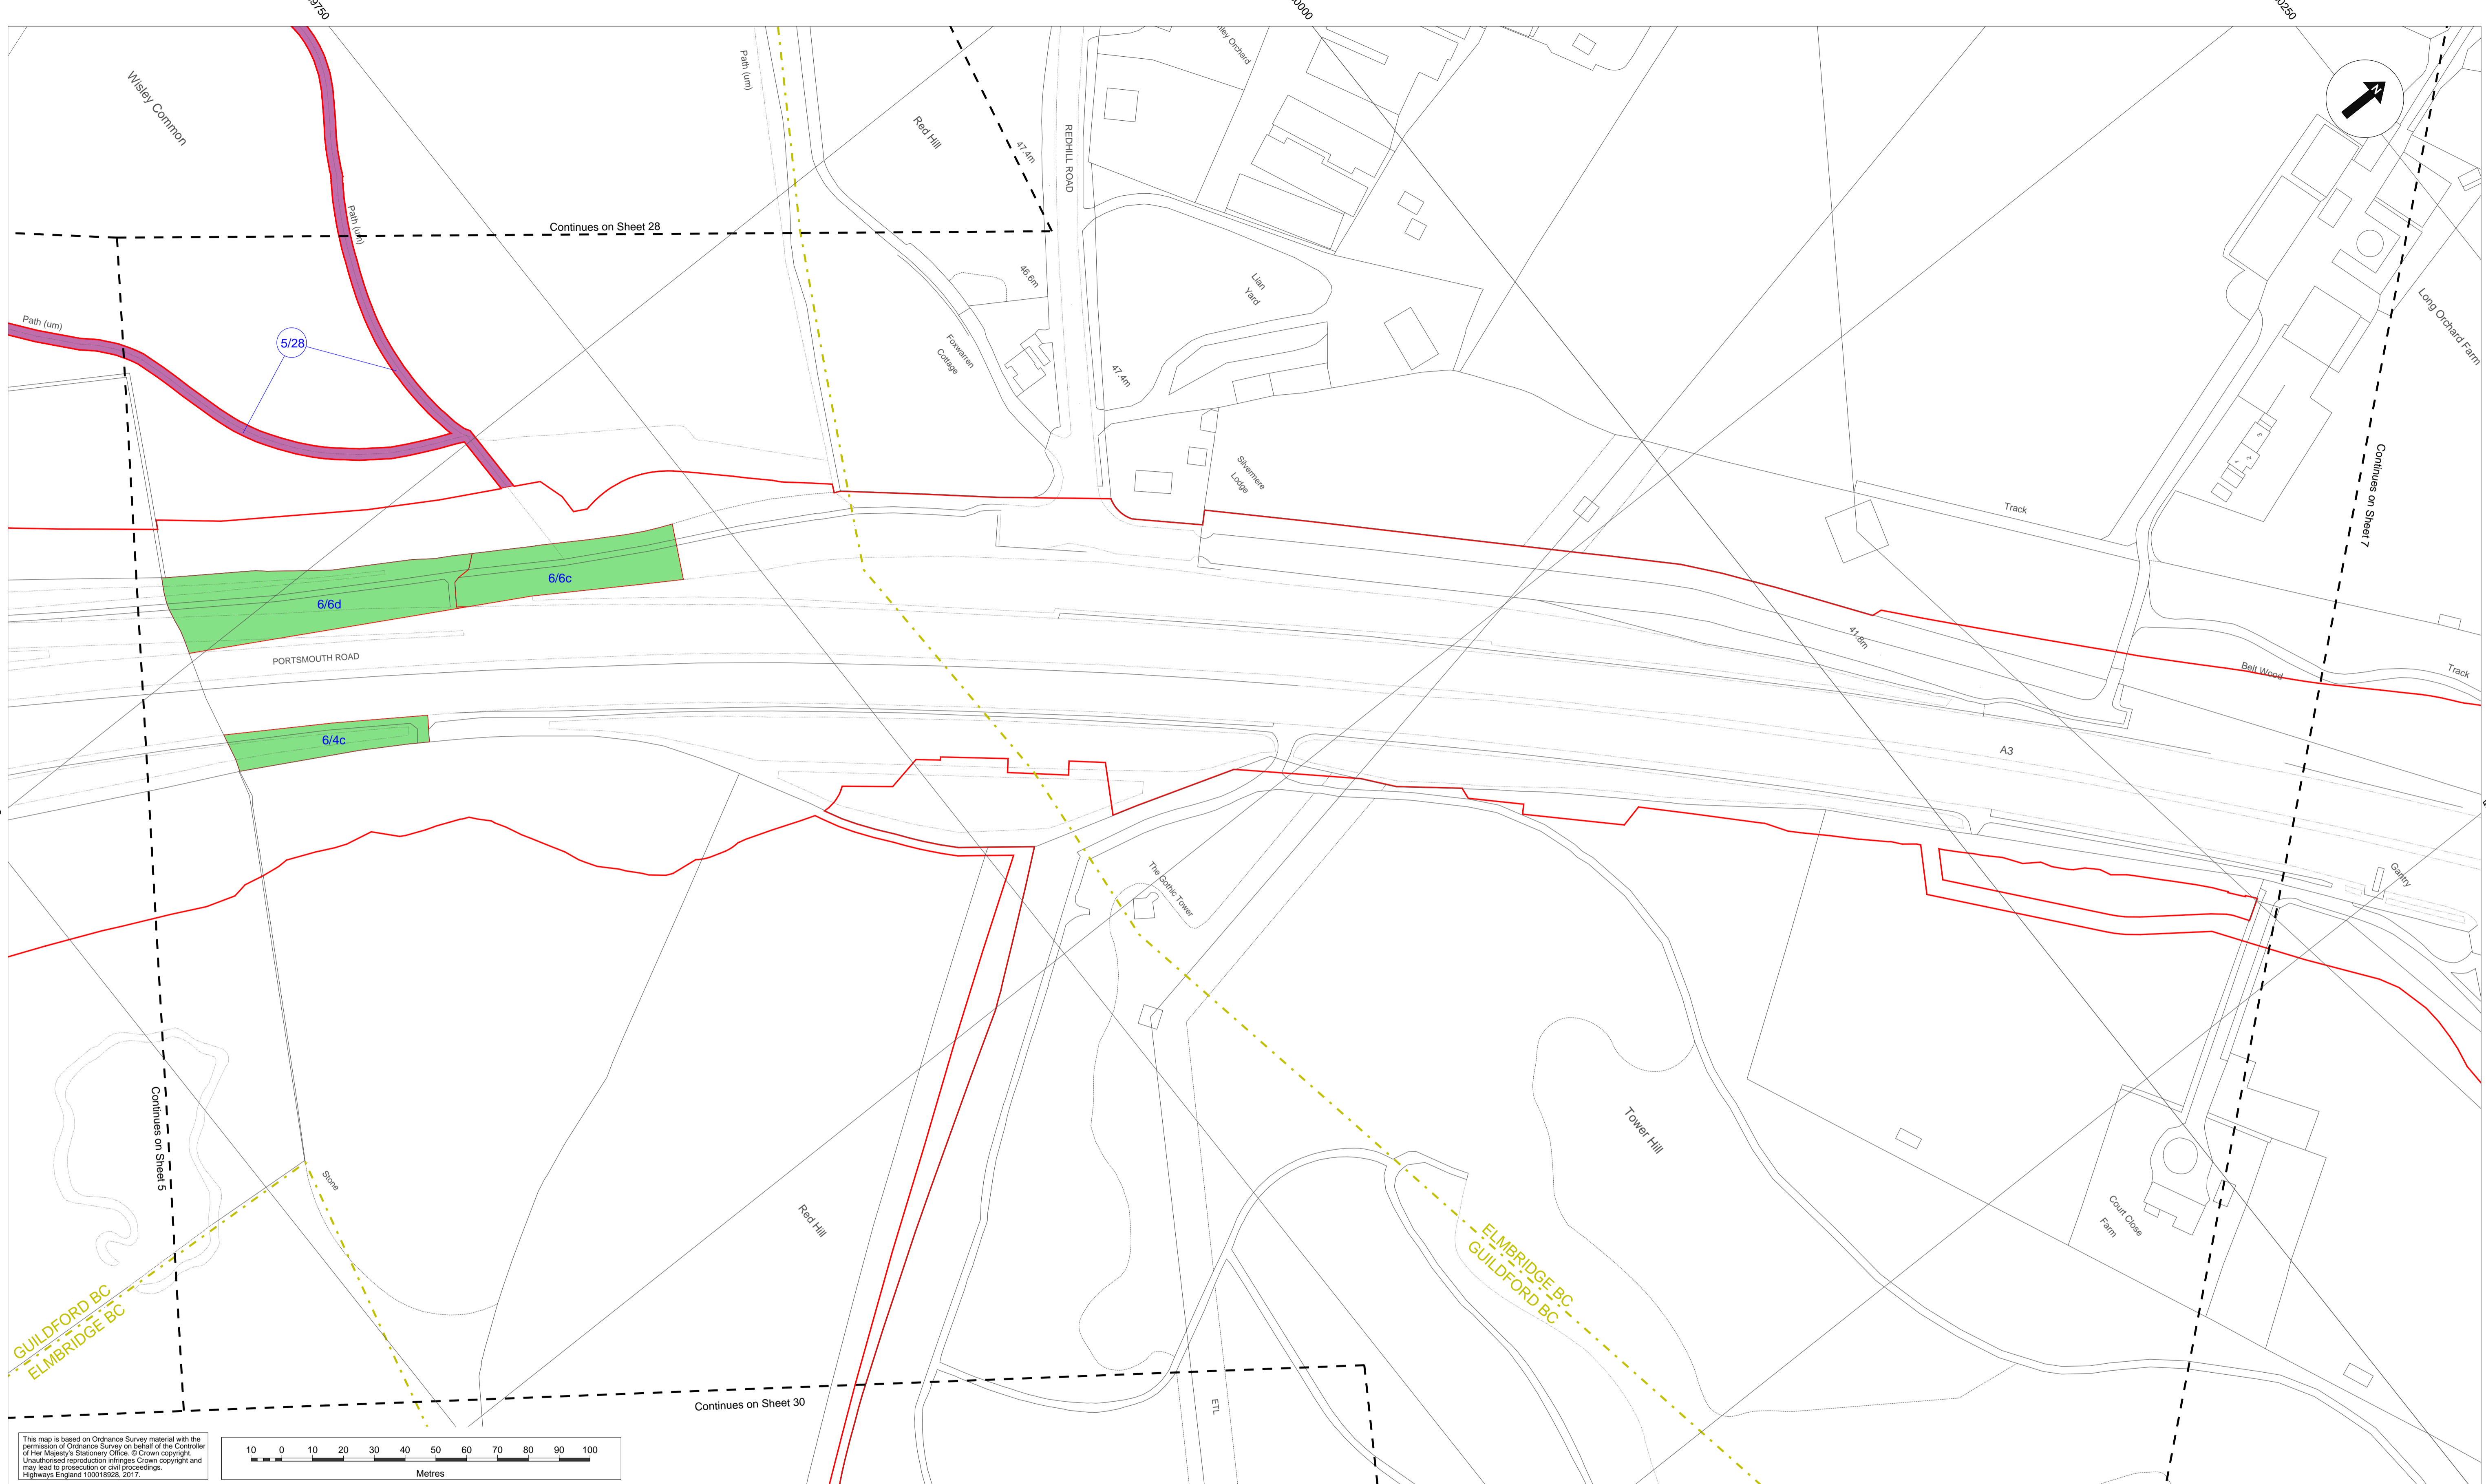 N
Wisley Common
Path (um)
Red Hill
47.4m
REDHILL ROAD
Orchard
Path (um)
Continues on Sheet 28
46.6m
Lian
Yard
Long Orchard Farm
Path (um)
5/28
Foxwarren
Cottage
47.4m
Continues on Sheet 7
3
2
1
Silvermere
Lodge
Track
6/6c
6/6d
41.8m
PORTSMOUTH ROAD
Belt Wood
Track
6/4c
A3
The Gothic Tower
Gantry
Continues on Sheet 5
Tower Hill
Stone
Red Hill
Court Close
Farm
ELMBRIDGE BC
GUILDFORD BC
GUILDFORD BC
ELMBRIDGE BC
Continues on Sheet 30
ETL
This map is based on Ordnance Survey material with the
permission of Ordnance Survey on behalf of the Controller
of Her Majesty's Stationery Office. © Crown copyright.
Unauthorised reproduction infringes Crown copyright and
may lead to prosecution or civil proceedings.
Highways England 100018928, 2017.
10 0 10 20 30 40 50 60 70 80 90 100
Metres